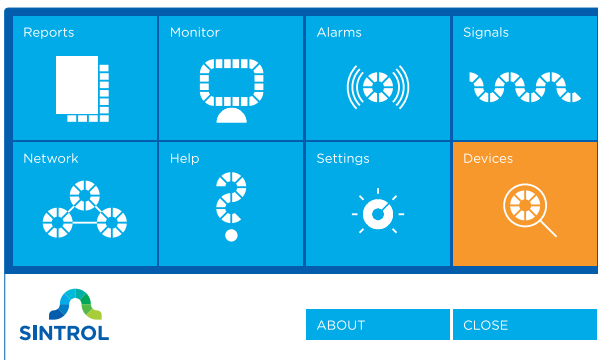 Reports
Monitor
Alarms
Signals
Network
Help
Settings
Devices
SINTROL
ABOUT
CLOSE